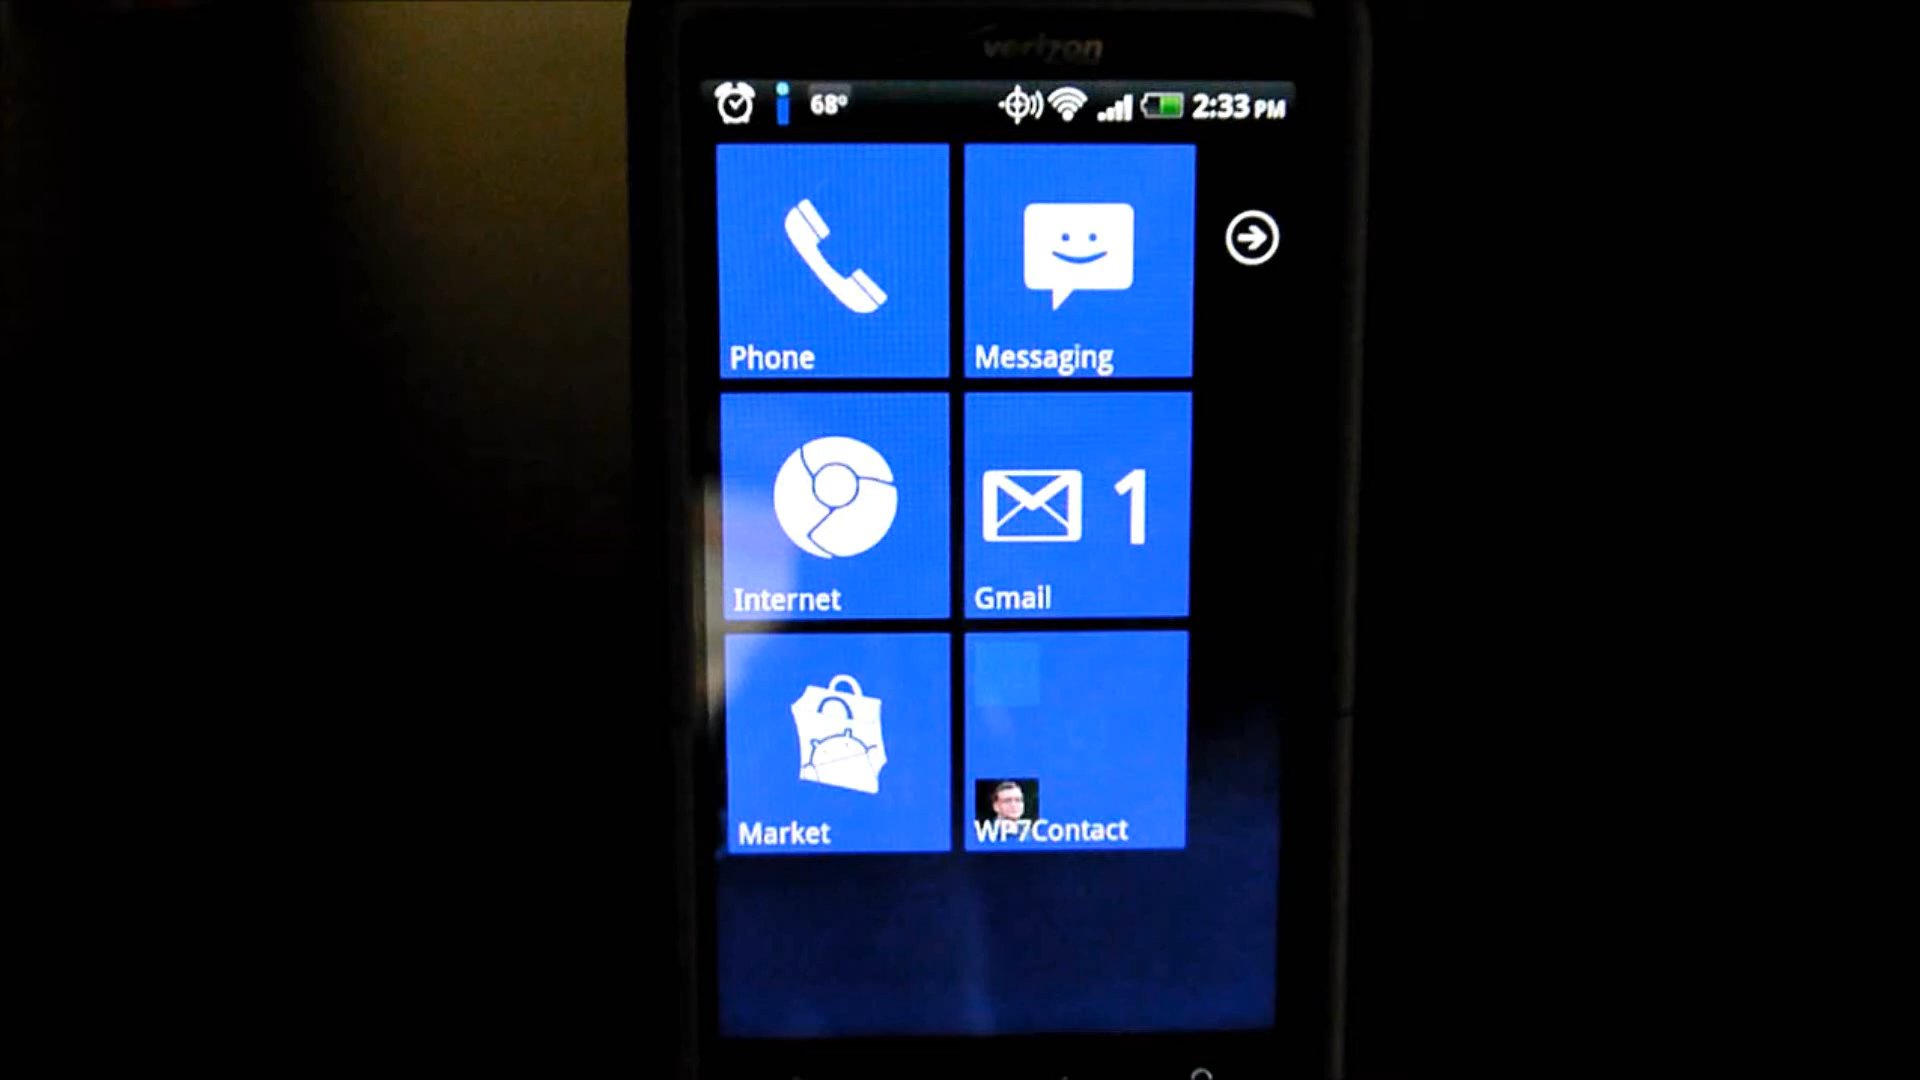 verizon
68° 2:33 PM
Phone
Messaging
Internet
1
Gmail
Market
WP7Contact